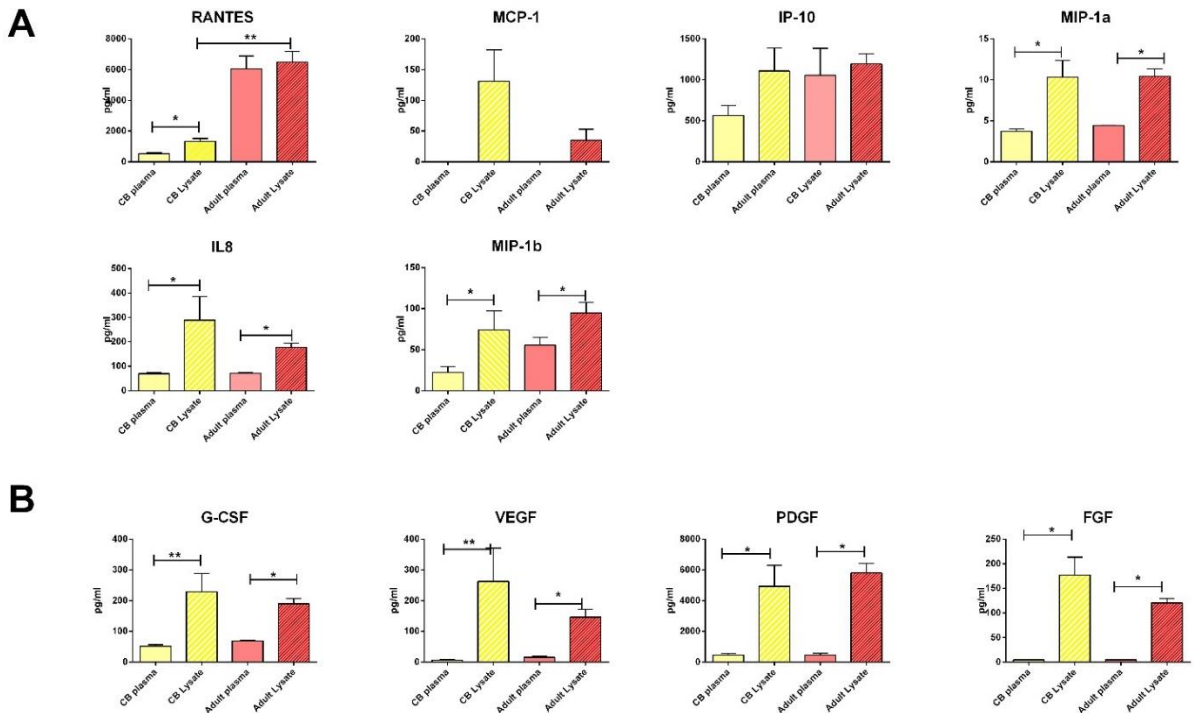 A
RANTES
pg/ml
8000
6000
4000
2000
0
**
*
CB plasma
CB Lysate
Adult plasma
Adult Lysate
MCP-1
pg/ml
200
150
100
50
0
CB plasma
CB Lysate
Adult plasma
Adult Lysate
IP-10
pg/ml
1500
1000
500
0
CB plasma
Adult plasma
CB Lysate
Adult Lysate
MIP-1a
pg/ml
15
10
5
0
*
*
CB plasma
CB Lysate
Adult plasma
Adult Lysate
IL8
pg/ml
500
400
300
200
100
0
*
*
CB plasma
CB Lysate
Adult plasma
Adult Lysate
MIP-1b
pg/ml
150
100
50
0
*
*
CB plasma
CB Lysate
Adult plasma
Adult Lysate
B
G-CSF
pg/ml
400
300
200
100
0
**
*
CB plasma
CB Lysate
Adult plasma
Adult Lysate
VEGF
pg/ml
400
300
200
100
0
**
*
CB plasma
CB Lysate
Adult plasma
Adult Lysate
PDGF
pg/ml
8000
6000
4000
2000
0
*
*
CB plasma
CB Lysate
Adult plasma
Adult Lysate
FGF
pg/ml
250
200
150
100
50
0
*
*
CB plasma
CB Lysate
Adult plasma
Adult Lysate